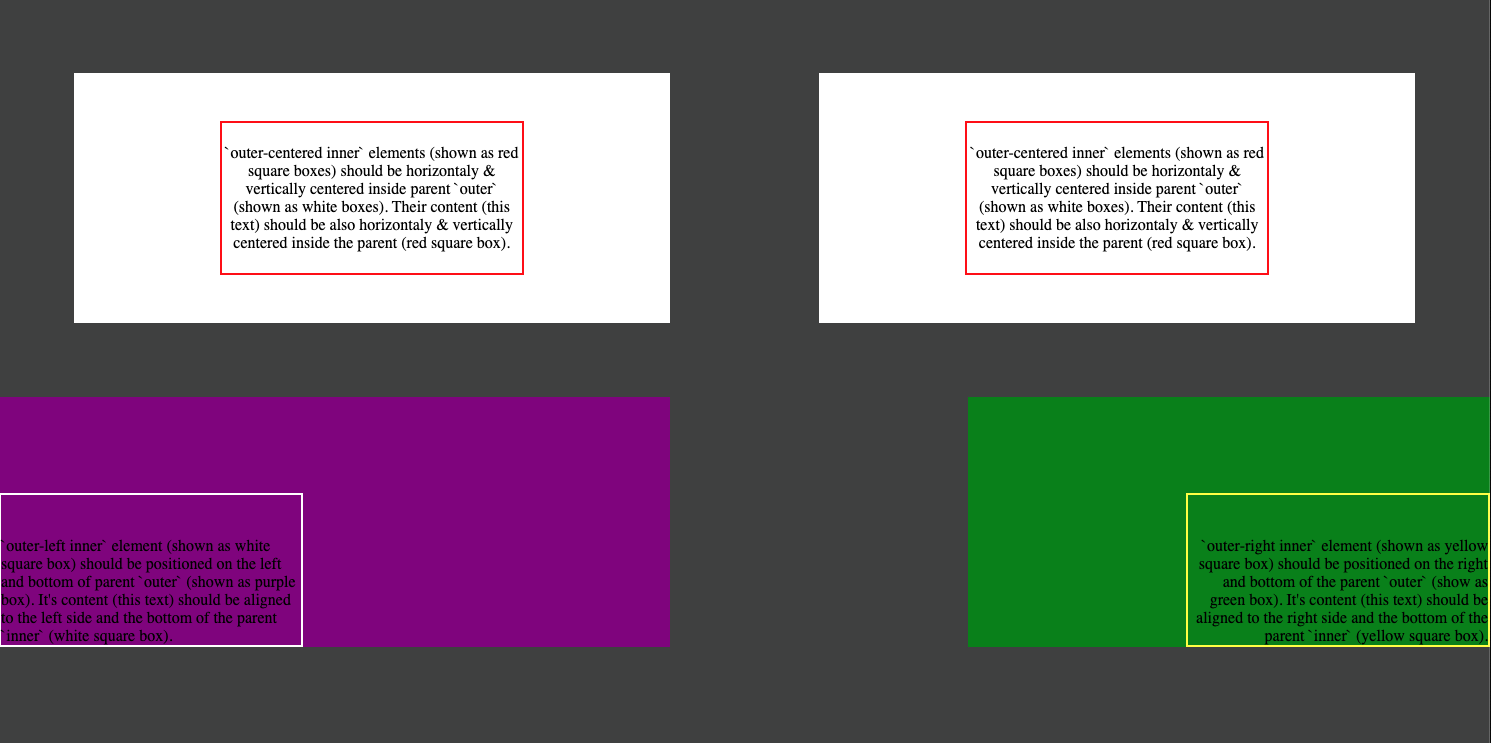 `outer-centered inner` elements (shown as red
square boxes) should be horizontaly &
vertically centered inside parent `outer`
(shown as white boxes). Their content (this
text) should be also horizontaly & vertically
centered inside the parent (red square box).
`outer-centered inner` elements (shown as red
square boxes) should be horizontaly &
vertically centered inside parent `outer`
(shown as white boxes). Their content (this
text) should be also horizontaly & vertically
centered inside the parent (red square box).
`outer-left inner` element (shown as white
square box) should be positioned on the left
and bottom of parent `outer` (shown as purple
box). It's content (this text) should be aligned
to the left side and the bottom of the parent
`inner` (white square box).
`outer-right inner` element (shown as yellow
square box) should be positioned on the right
and bottom of the parent `outer` (show as
green box). It's content (this text) should be
aligned to the right side and the bottom of the
parent `inner` (yellow square box).